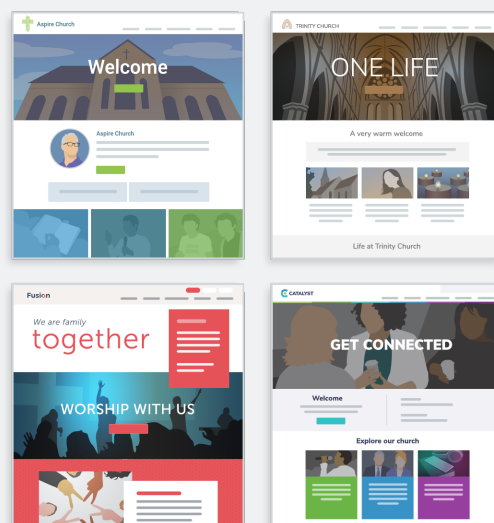 Aspire Church
Welcome
Aspire Church
TRINITY CHURCH
ONE LIFE
A very warm welcome
Life at Trinity Church
Fusion
We are family
together
WORSHIP WITH US
CATALYST
GET CONNECTED
Welcome
Explore our church